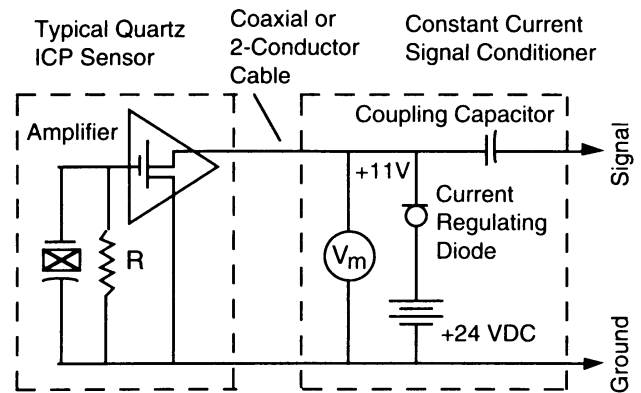 Typical Quartz
ICP Sensor
Coaxial or
2-Conductor
Cable
Constant Current
Signal Conditioner
Amplifier
R
Coupling Capacitor
+11V
Current
Regulating
Diode
Vm
+24 VDC
Signal
Ground